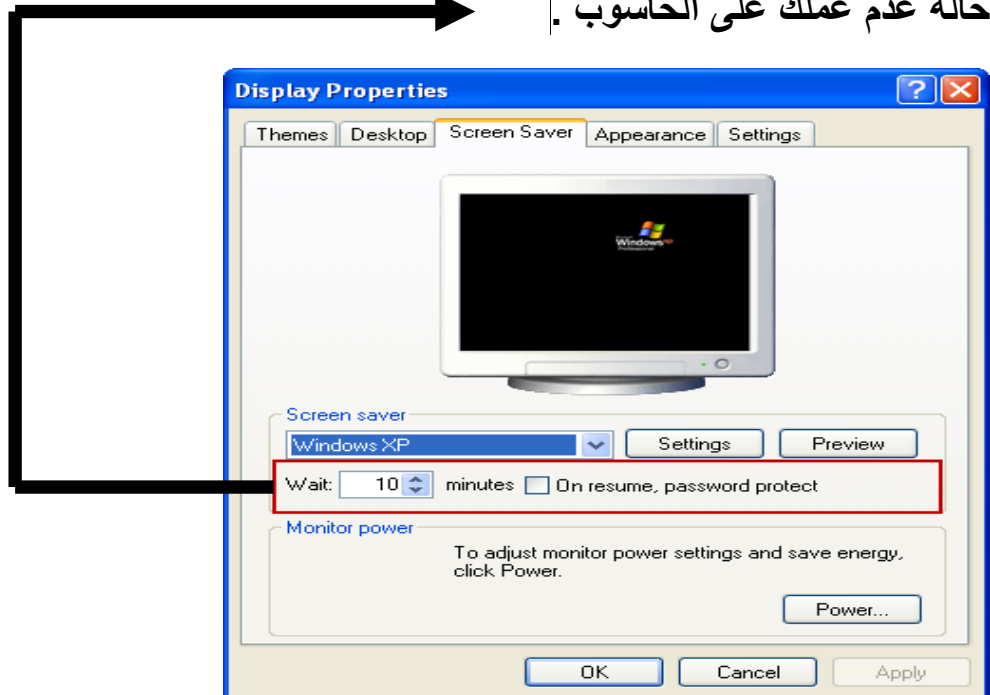 حالة عدم عملك على الحاسوب .
Display Properties
Themes Desktop Screen Saver Appearance Settings
Windows XP
Screen saver
Windows XP Settings Preview
Wait: 10 minutes On resume, password protect
Monitor power
To adjust monitor power settings and save energy,
click Power.
Power...
OK Cancel Apply